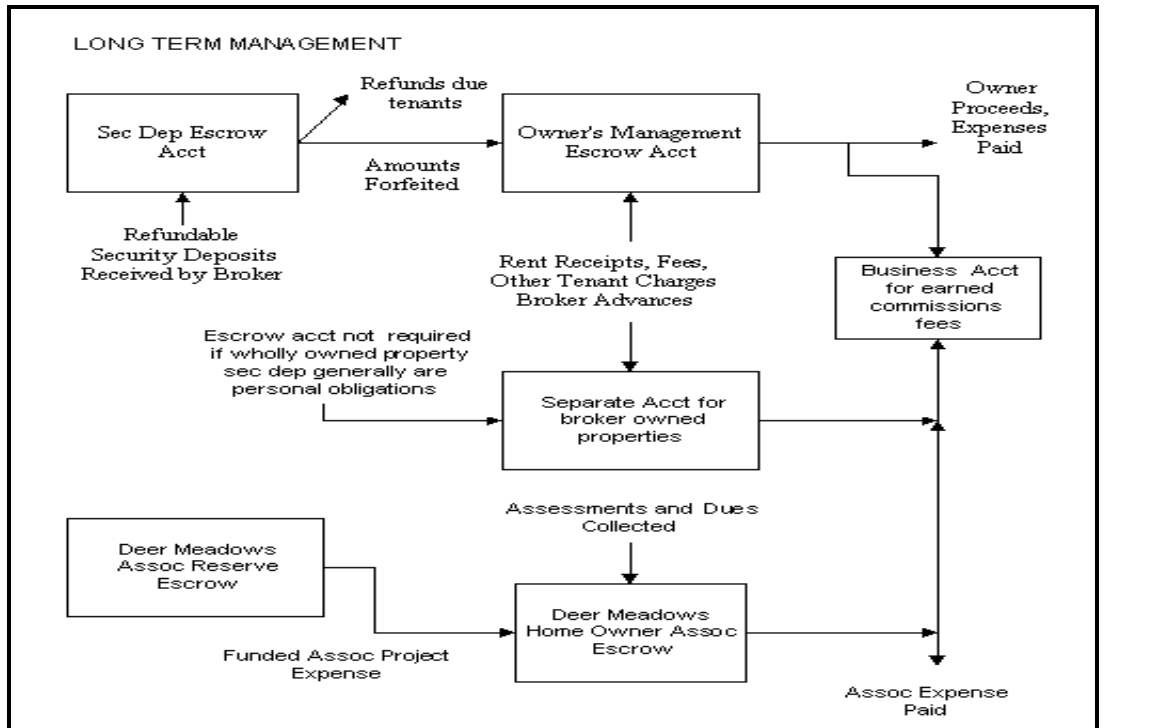 LONG TERM MANAGEMENT
Refunds due
tenants
Owner
Proceeds,
Expenses
Paid
Sec Dep Escrow
Acct
Owner's Management
Escrow Acct
Amounts
Forfeited
Refundable
Security Deposits
Received by Broker
Rent Receipts, Fees,
Other Tenant Charges
Broker Advances
Business Acct
for earned
commissions
fees
Escrow acct not required
if wholly owned property
sec dep generally are
personal obligations
Separate Acct for
broker owned
properties
Assessments and Dues
Collected
Deer Meadows
Assoc Reserve
Escrow
Deer Meadows
Home Owner Assoc
Escrow
Funded Assoc Project
Expense
Assoc Expense
Paid